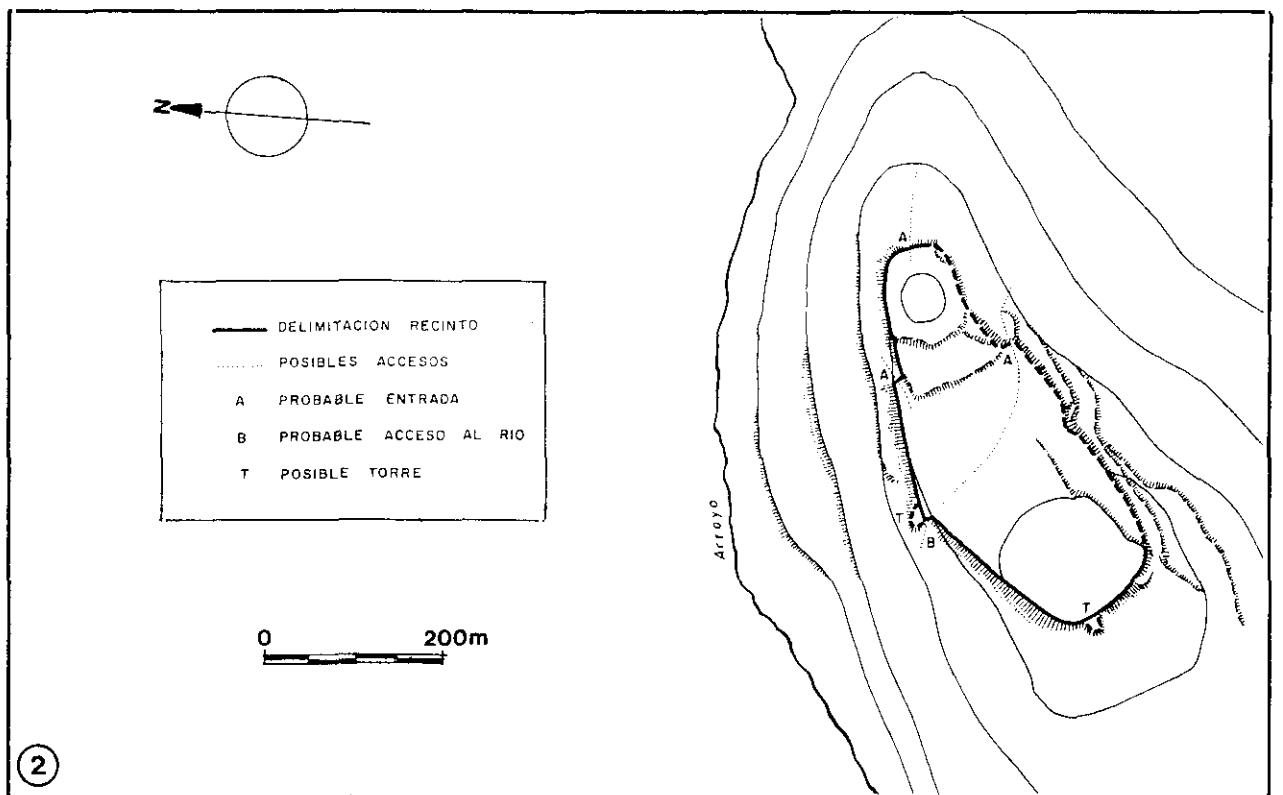 N
DELIMITACION RECINTO
POSIBLES ACCESOS
A PROBABLE ENTRADA
B PROBABLE ACCESO AL RIO
T POSIBLE TORRE
0 200m
2
Arroyo
A
A
A
T
B
T